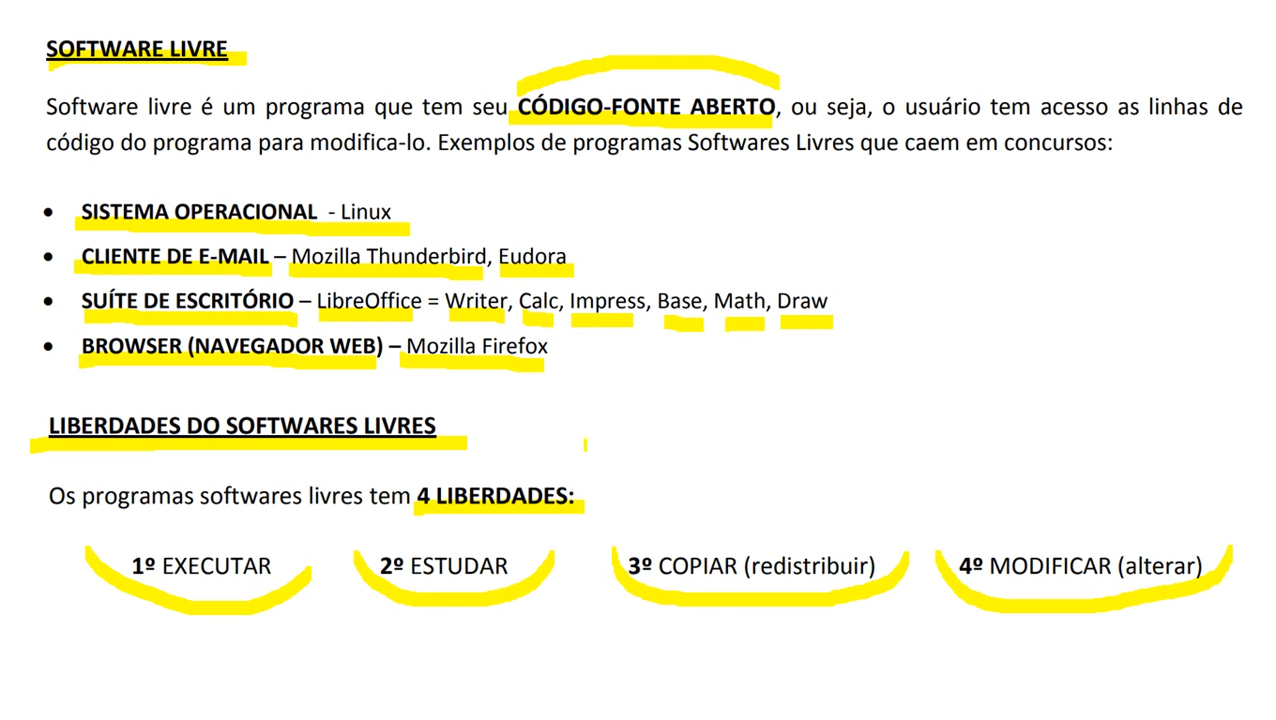 SOFTWARE LIVRE
Software livre é um programa que tem seu CÓDIGO-FONTE ABERTO, ou seja, o usuário tem acesso as linhas de
código do programa para modifica-lo. Exemplos de programas Softwares Livres que caem em concursos:
• SISTEMA OPERACIONAL - Linux
• CLIENTE DE E-MAIL – Mozilla Thunderbird, Eudora
• SUÍTE DE ESCRITÓRIO – LibreOffice = Writer, Calc, Impress, Base, Math, Draw
• BROWSER (NAVEGADOR WEB) – Mozilla Firefox
LIBERDADES DO SOFTWARES LIVRES
Os programas softwares livres tem 4 LIBERDADES:
1º EXECUTAR 2º ESTUDAR 3º COPIAR (redistribuir) 4º MODIFICAR (alterar)